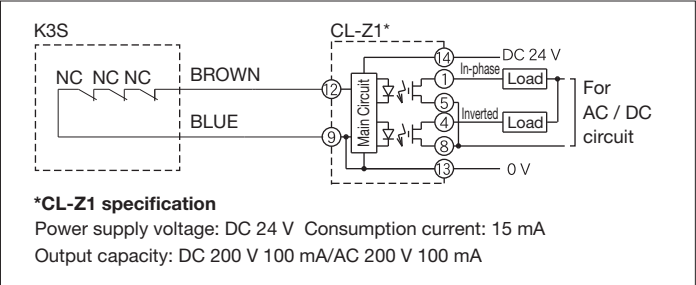 K3S
CL-Z1*
NC NC NC
BROWN
BLUE
12
9
Main Circuit
14
DC 24 V
1
In-phase
Load
5
4
Inverted
Load
8
13
0 V
For
AC / DC
circuit
*CL-Z1 specification
Power supply voltage: DC 24 V Consumption current: 15 mA
Output capacity: DC 200 V 100 mA/AC 200 V 100 mA